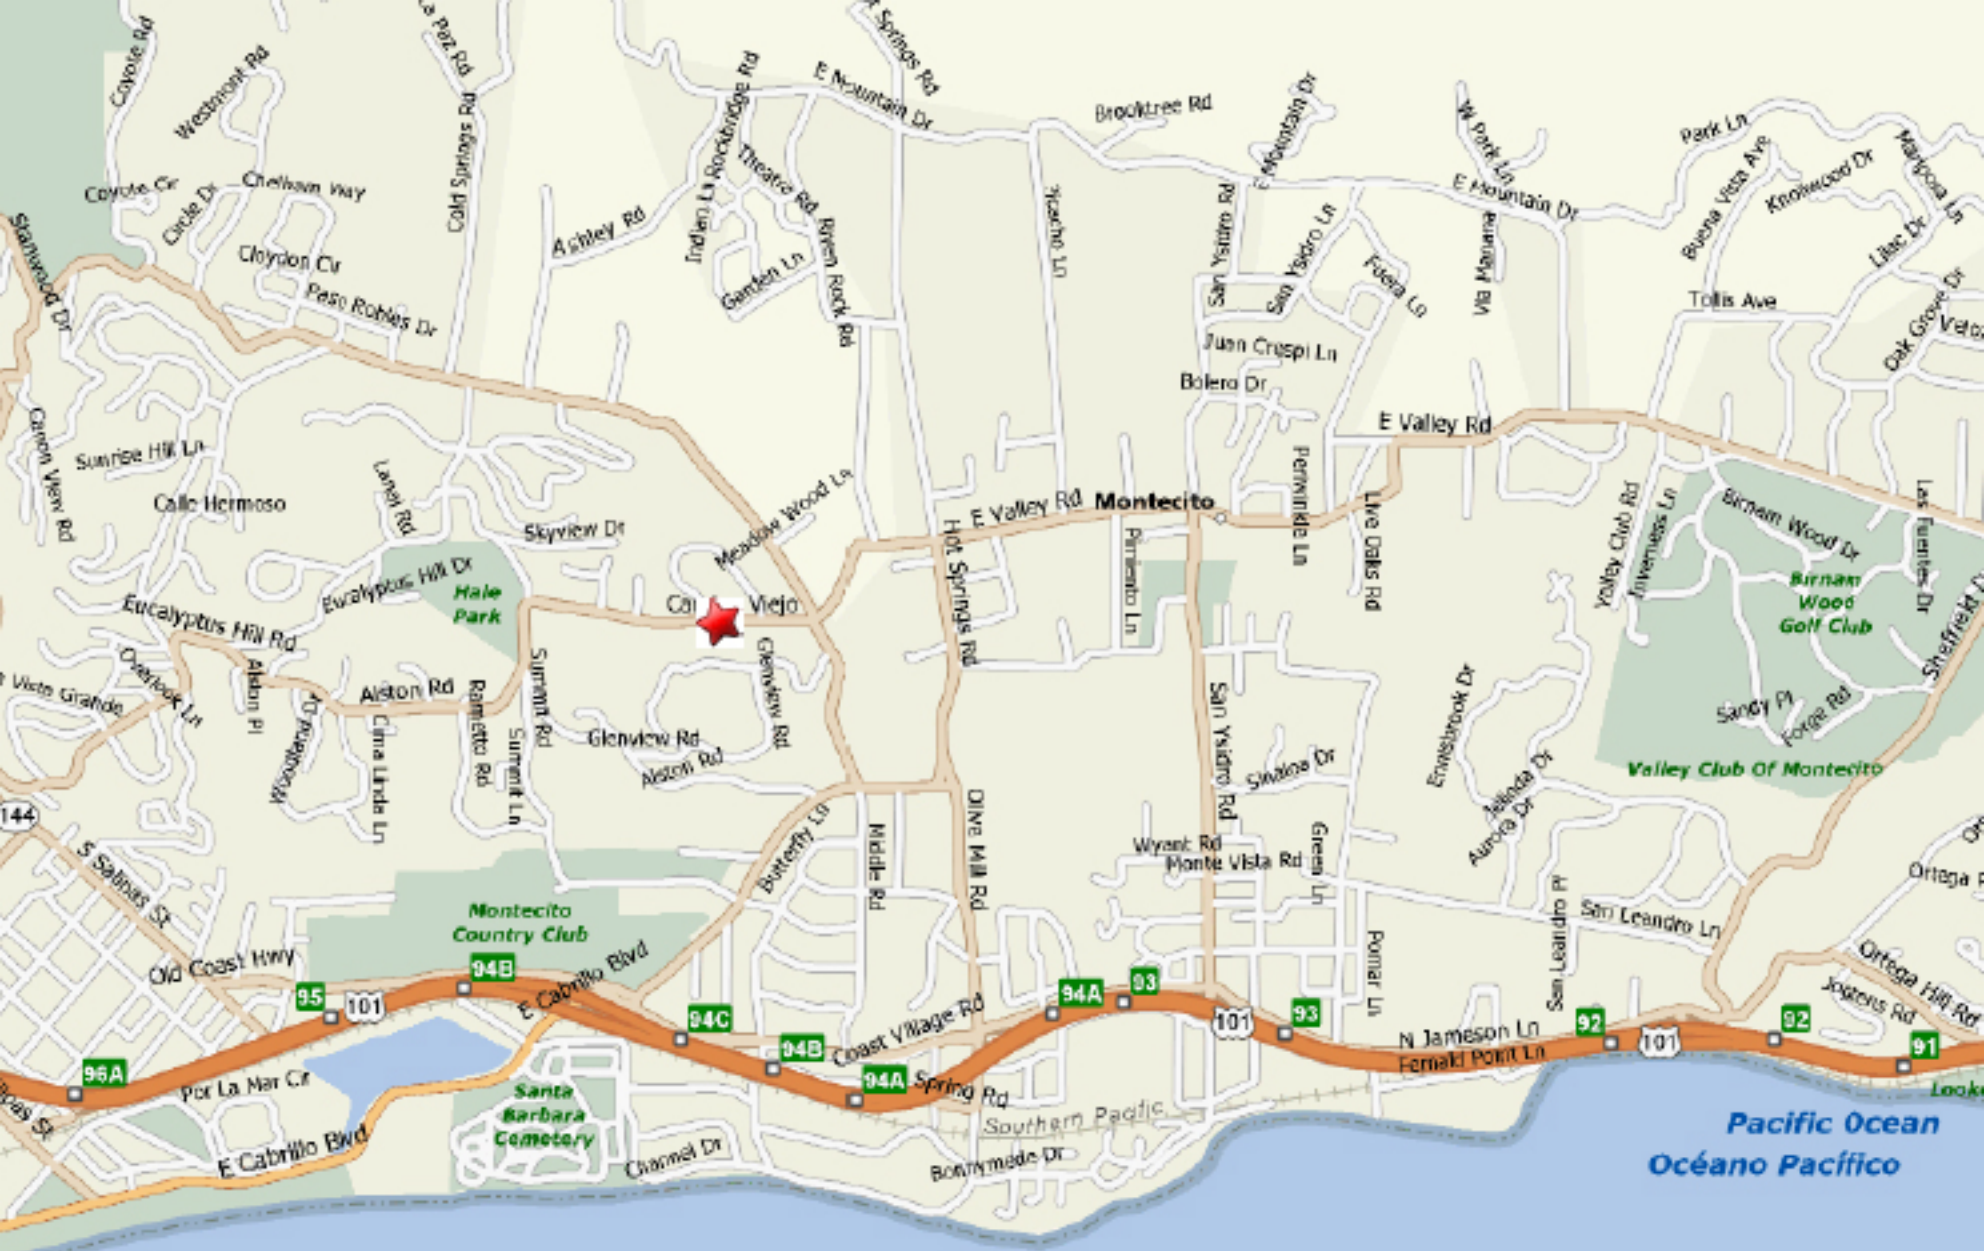 Coyote Rd
Westmont Rd
La Paz Rd
Cold Springs Rd
Springs Rd
E Mountain Dr
Brooktree Rd
E Mountain Dr
W Park Ln
Park Ln
Mariposa Ln
Coyote Cir
Circle Dr
Chelham Way
Cloydon Cir
Paso Robles Dr
Stanwood Dr
Ashley Rd
Indian Ln
Rockbridge Rd
Theatre Rd
Riven Rock Rd
Garden Ln
Picacho Ln
San Ysidro Rd
San Ysidro Ln
Fuera Ln
Via Manana
E Mountain Dr
Buena Vista Ave
Knollwood Dr
Lilac Dr
Tollis Ave
Oak Grove Dr
Juan Crespi Ln
Bolero Dr
E Valley Rd
Canon View Rd
Sunrise Hill Ln
Calle Hermoso
Skyview Dr
Meadow Wood Ln
E Valley Rd
Montecito
Hot Springs Rd
Pimiento Ln
Periwinkle Ln
Live Oaks Rd
Valley Club Rd
Inverness Ln
Birnam Wood Dr
Las Fuentes Dr
Birnam
Wood
Golf Club
Sheffield D
Eucalyptus Hill Dr
Hale
Park
Viejo
Eucalyptus Hill Rd
Overlook Ln
Vista Grande
Alston Pl
Woodland Dr
Alston Rd
Cima Linda Ln
Rametto Rd
Summit Rd
Summit Ln
Glenview Rd
Glenview Rd
Alston Rd
San Ysidro Rd
Sinaloa Dr
Ennisbrook Dr
Jelinda Dr
Aurora Dr
Sandy Pl
Forge Rd
Valley Club Of Montecito
144
S Salinas St
Butterfly Ln
Middle Rd
Olive Mill Rd
Wyant Rd
Monte Vista Rd
Green Ln
San Leandro Pl
San Leandro Ln
Ortega
Ortega Hill Rd
Jogrens Rd
Montecito
Country Club
Old Coast Hwy
95
101
94B
E Cabrillo Blvd
94C
94B
Coast Village Rd
94A
94A
93
101
93
Pomar Ln
N Jameson Ln
Fernald Point Ln
92
101
92
91
96A
Por La Mar Cir
E Cabrillo Blvd
Santa
Barbara
Cemetery
Spring Rd
Southern Pacific
Channel Dr
Bonnymede Dr
Pacific Ocean
Océano Pacífico